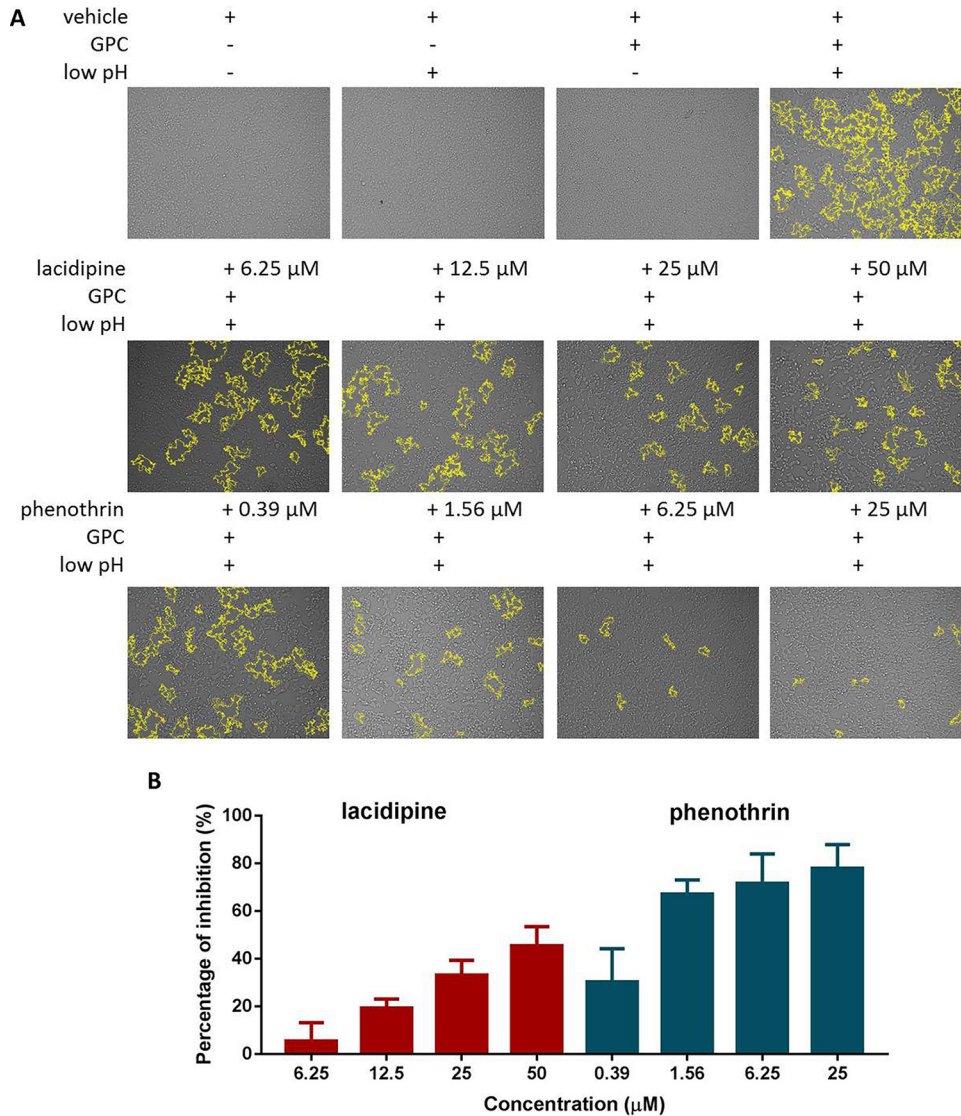 A
vehicle + + + +
GPC - - + +
low pH - + - +
lacidipine + 6.25 µM + 12.5 µM + 25 µM + 50 µM
GPC + + + +
low pH + + + +
phenothrin + 0.39 µM + 1.56 µM + 6.25 µM + 25 µM
GPC + + + +
low pH + + + +
B
lacidipine phenothrin
Percentage of inhibition (%)
100
80
60
40
20
0
6.25 12.5 25 50 0.39 1.56 6.25 25
Concentration (µM)